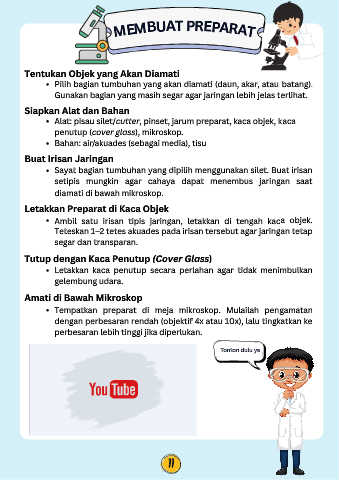 MEMBUAT PREPARAT
Tentukan Objek yang Akan Diamati
• Pilih bagian tumbuhan yang akan diamati (daun, akar, atau batang).
Gunakan bagian yang masih segar agar jaringan lebih jelas terlihat.
Siapkan Alat dan Bahan
• Alat: pisau silet/cutter, pinset, jarum preparat, kaca objek, kaca
penutup (cover glass), mikroskop.
• Bahan: air/akuades (sebagai media), tisu
Buat Irisan Jaringan
• Sayat bagian tumbuhan yang dipilih menggunakan silet. Buat irisan
setipis mungkin agar cahaya dapat menembus jaringan saat
diamati di bawah mikroskop.
Letakkan Preparat di Kaca Objek
• Ambil satu irisan tipis jaringan, letakkan di tengah kaca objek.
Teteskan 1–2 tetes akuades pada irisan tersebut agar jaringan tetap
segar dan transparan.
Tutup dengan Kaca Penutup (Cover Glass)
• Letakkan kaca penutup secara perlahan agar tidak menimbulkan
gelembung udara.
Amati di Bawah Mikroskop
• Tempatkan preparat di meja mikroskop. Mulailah pengamatan
dengan perbesaran rendah (objektif 4x atau 10x), lalu tingkatkan ke
perbesaran lebih tinggi jika diperlukan.
Tonton dulu ya
YouTube
11